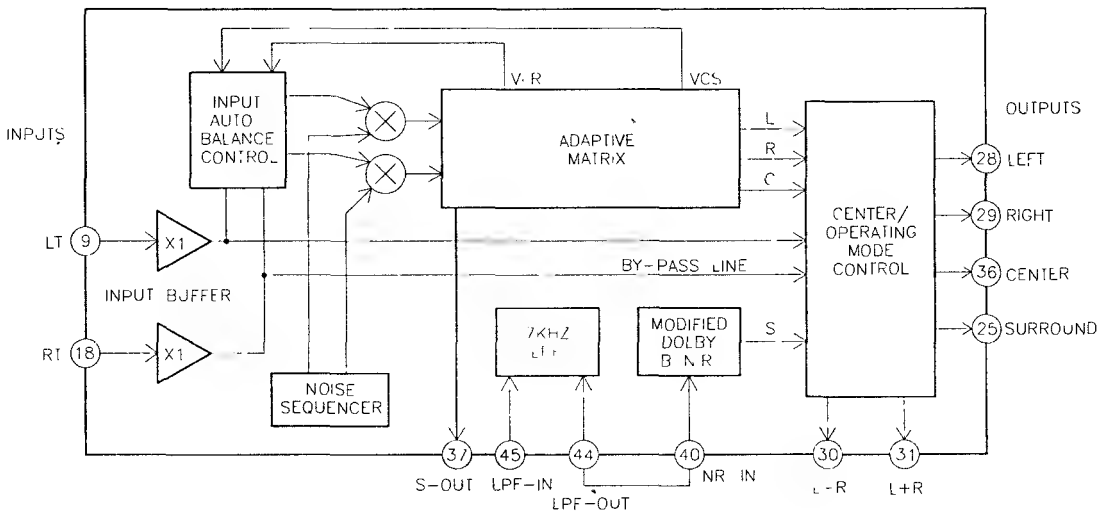 V·R
VCS
INPUTS
INPUT
AUTO
BALANCE
CONTROL
ADAPTIVE
MATRIX
L
R
C
OUTPUTS
28 LEFT
29 RIGHT
36 CENTER
25 SURROUND
CENTER/
OPERATING
MODE
CONTROL
LT 9
X1
BY-PASS LINE
INPUT BUFFER
RT 18
X1
NOISE
SEQUENCER
7KHZ
MODIFIED
DOLBY
B N.R
S
37
45
44
40
30
31
S-OUT
LPF-IN
LPF-OUT
NR IN
L-R
L+R